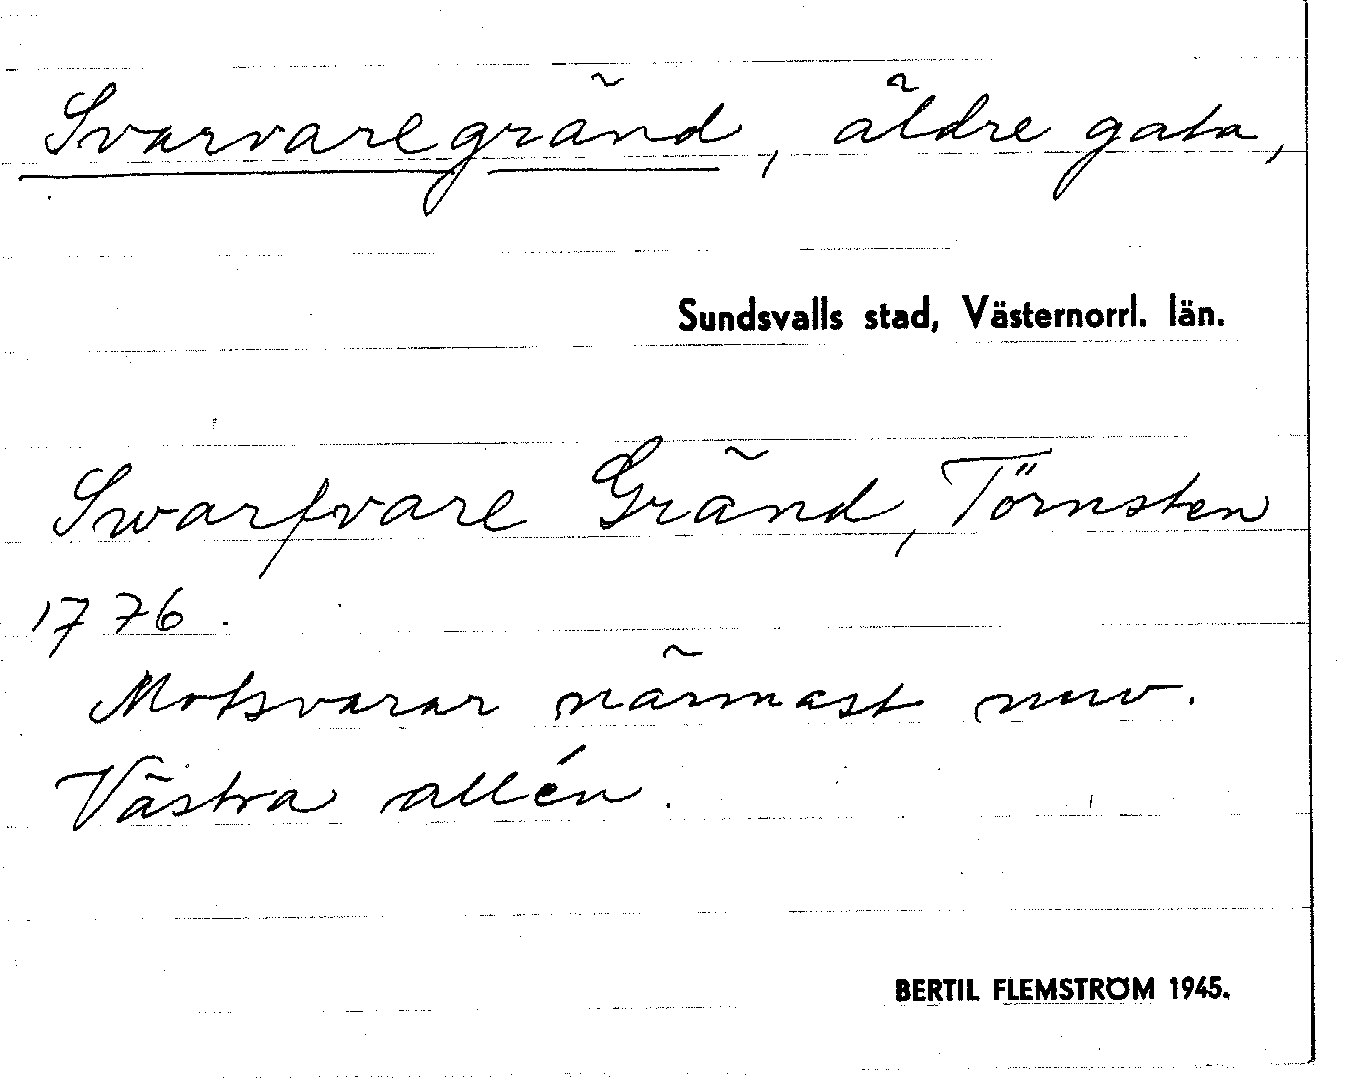 Svarvaregränd, äldre gata,
Sundsvalls stad, Västernorrl. län.
Swarfvare Gränd, Törnsten
1776.
Motsvarar närmast nuv.
Västra allén.
BERTIL FLEMSTRÖM 1945.